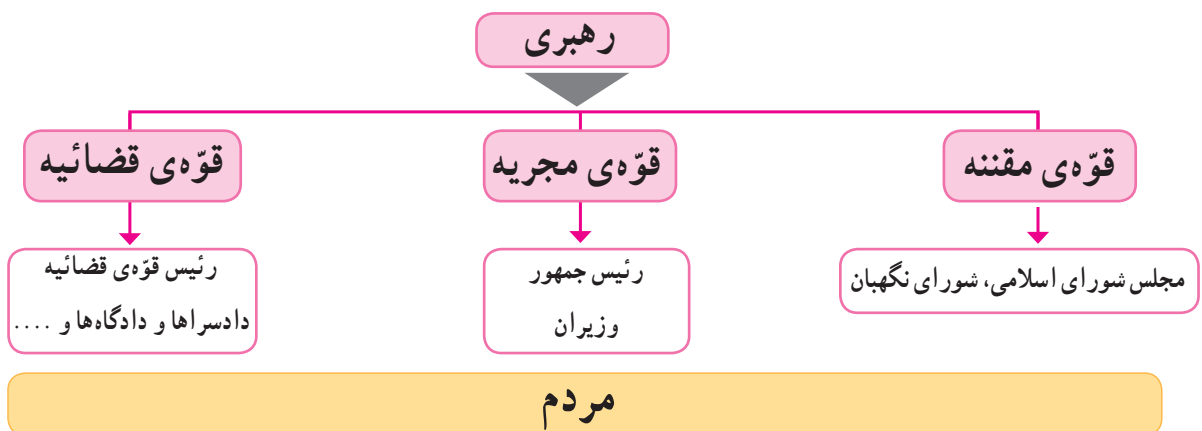 رهبری
قوّه‌ی مقننه
قوّه‌ی مجریه
قوّه‌ی قضائیه
مجلس شورای اسلامی، شورای نگهبان
رئیس جمهور
وزیران
رئیس قوّه‌ی قضائیه
دادسراها و دادگاه‌ها و ....
مردم